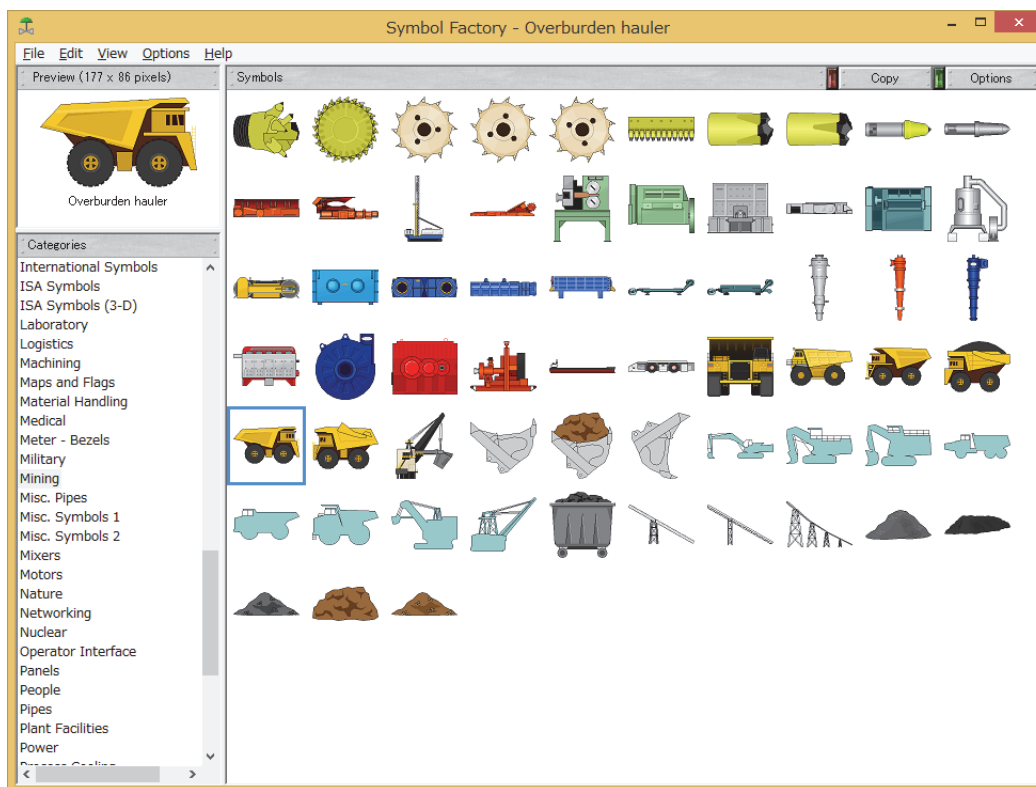 Symbol Factory - Overburden hauler
File Edit View Options Help
Preview (177 x 86 pixels)
Overburden hauler
Symbols
Copy
Options
Categories
International Symbols
ISA Symbols
ISA Symbols (3-D)
Laboratory
Logistics
Machining
Maps and Flags
Material Handling
Medical
Meter - Bezels
Military
Mining
Misc. Pipes
Misc. Symbols 1
Misc. Symbols 2
Mixers
Motors
Nature
Networking
Nuclear
Operator Interface
Panels
People
Pipes
Plant Facilities
Power